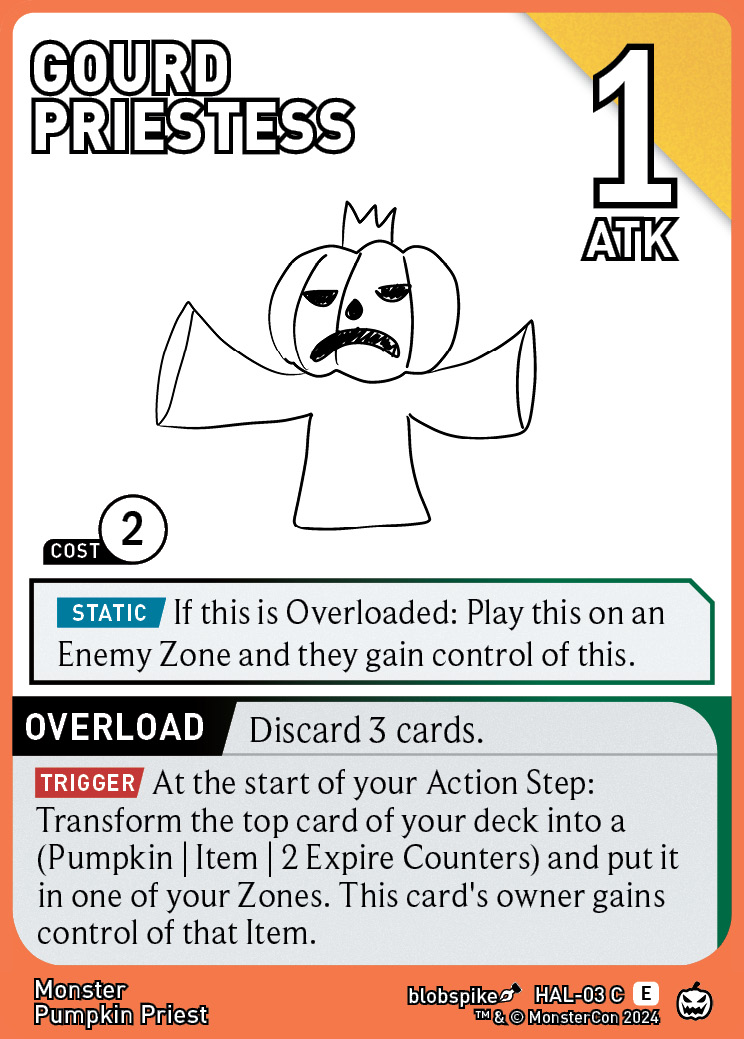 GOURD
PRIESTESS
1
ATK
COST 2
STATIC If this is Overloaded: Play this on an
Enemy Zone and they gain control of this.
OVERLOAD Discard 3 cards.
TRIGGER At the start of your Action Step:
Transform the top card of your deck into a
(Pumpkin | Item | 2 Expire Counters) and put it
in one of your Zones. This card's owner gains
control of that Item.
Monster
Pumpkin Priest
blobspike HAL-03 C E
™ & © MonsterCon 2024